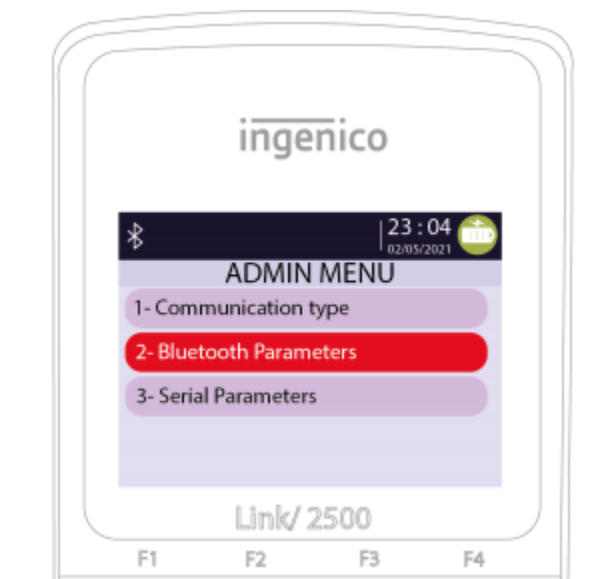 ingenico
23 : 04
02/05/2021
ADMIN MENU
1- Communication type
2- Bluetooth Parameters
3- Serial Parameters
Link/ 2500
F1 F2 F3 F4